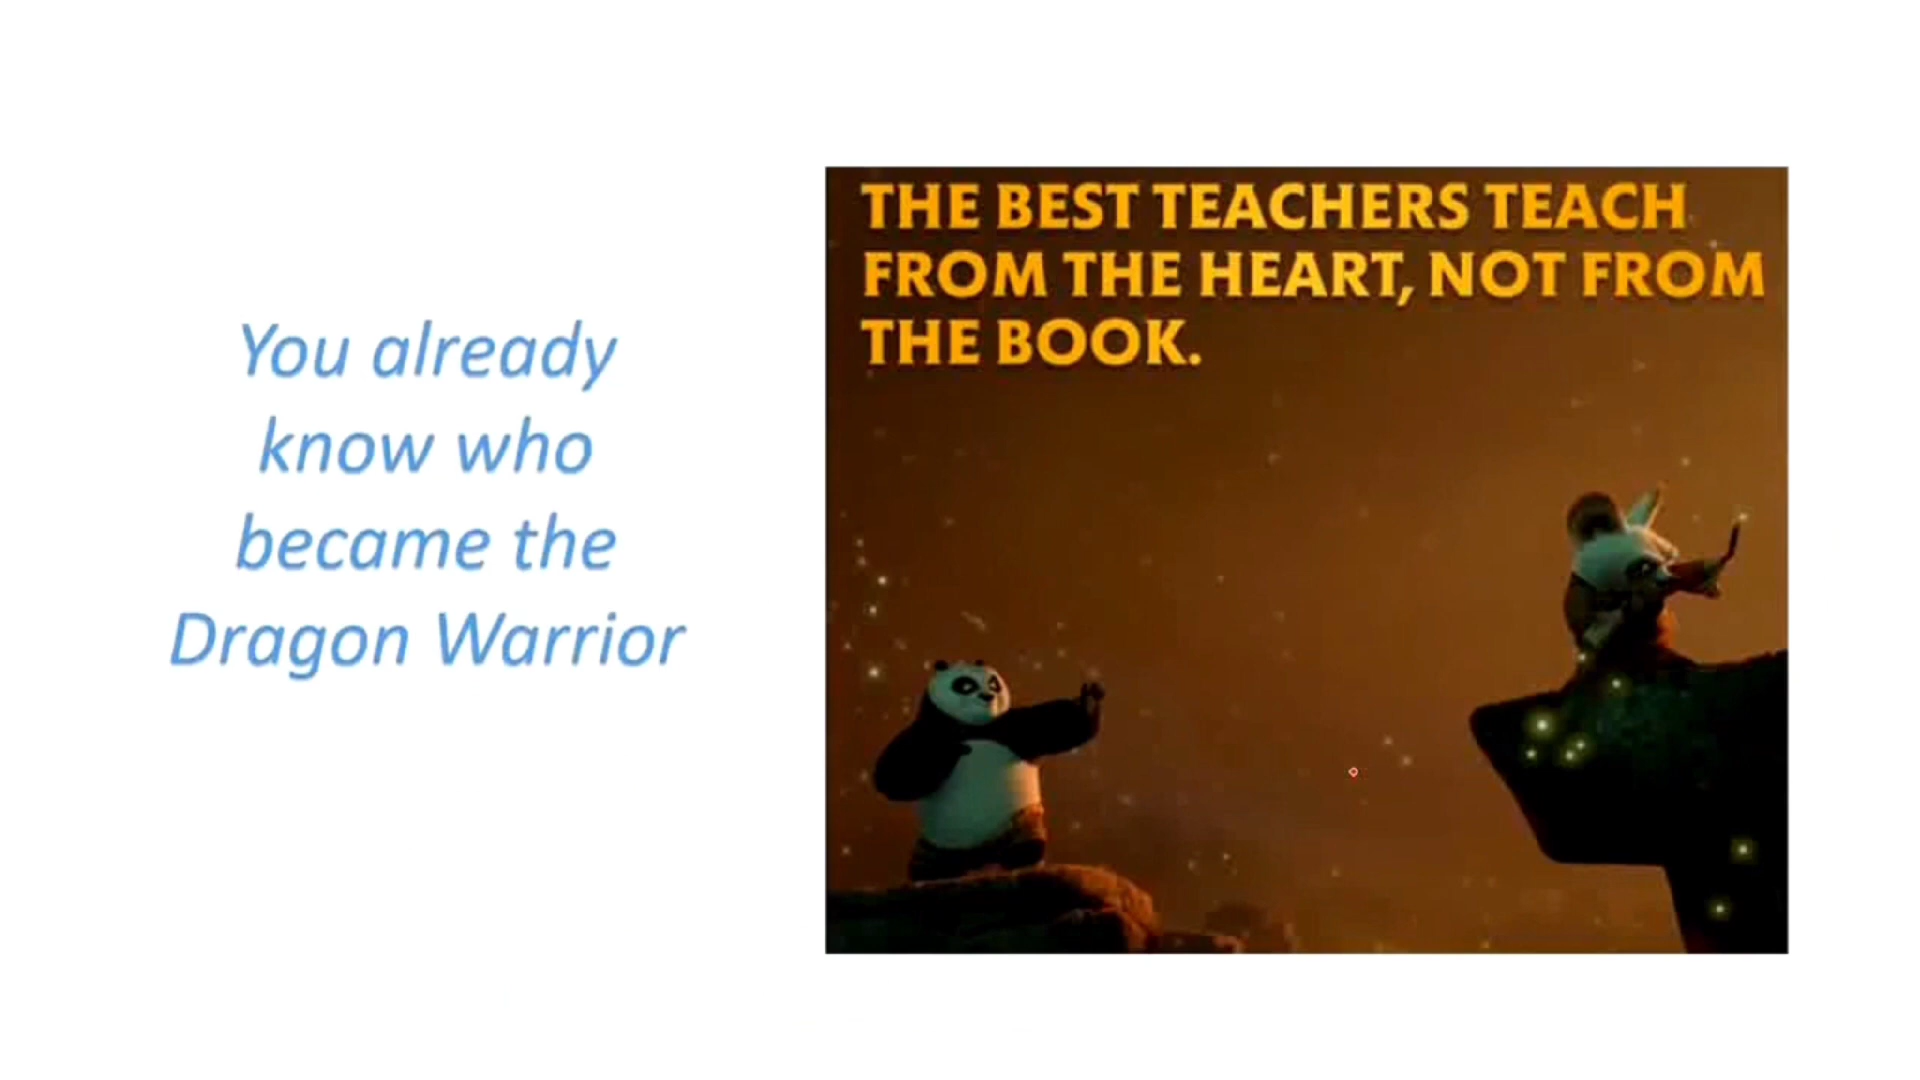 You already
know who
became the
Dragon Warrior
THE BEST TEACHERS TEACH
FROM THE HEART, NOT FROM
THE BOOK.